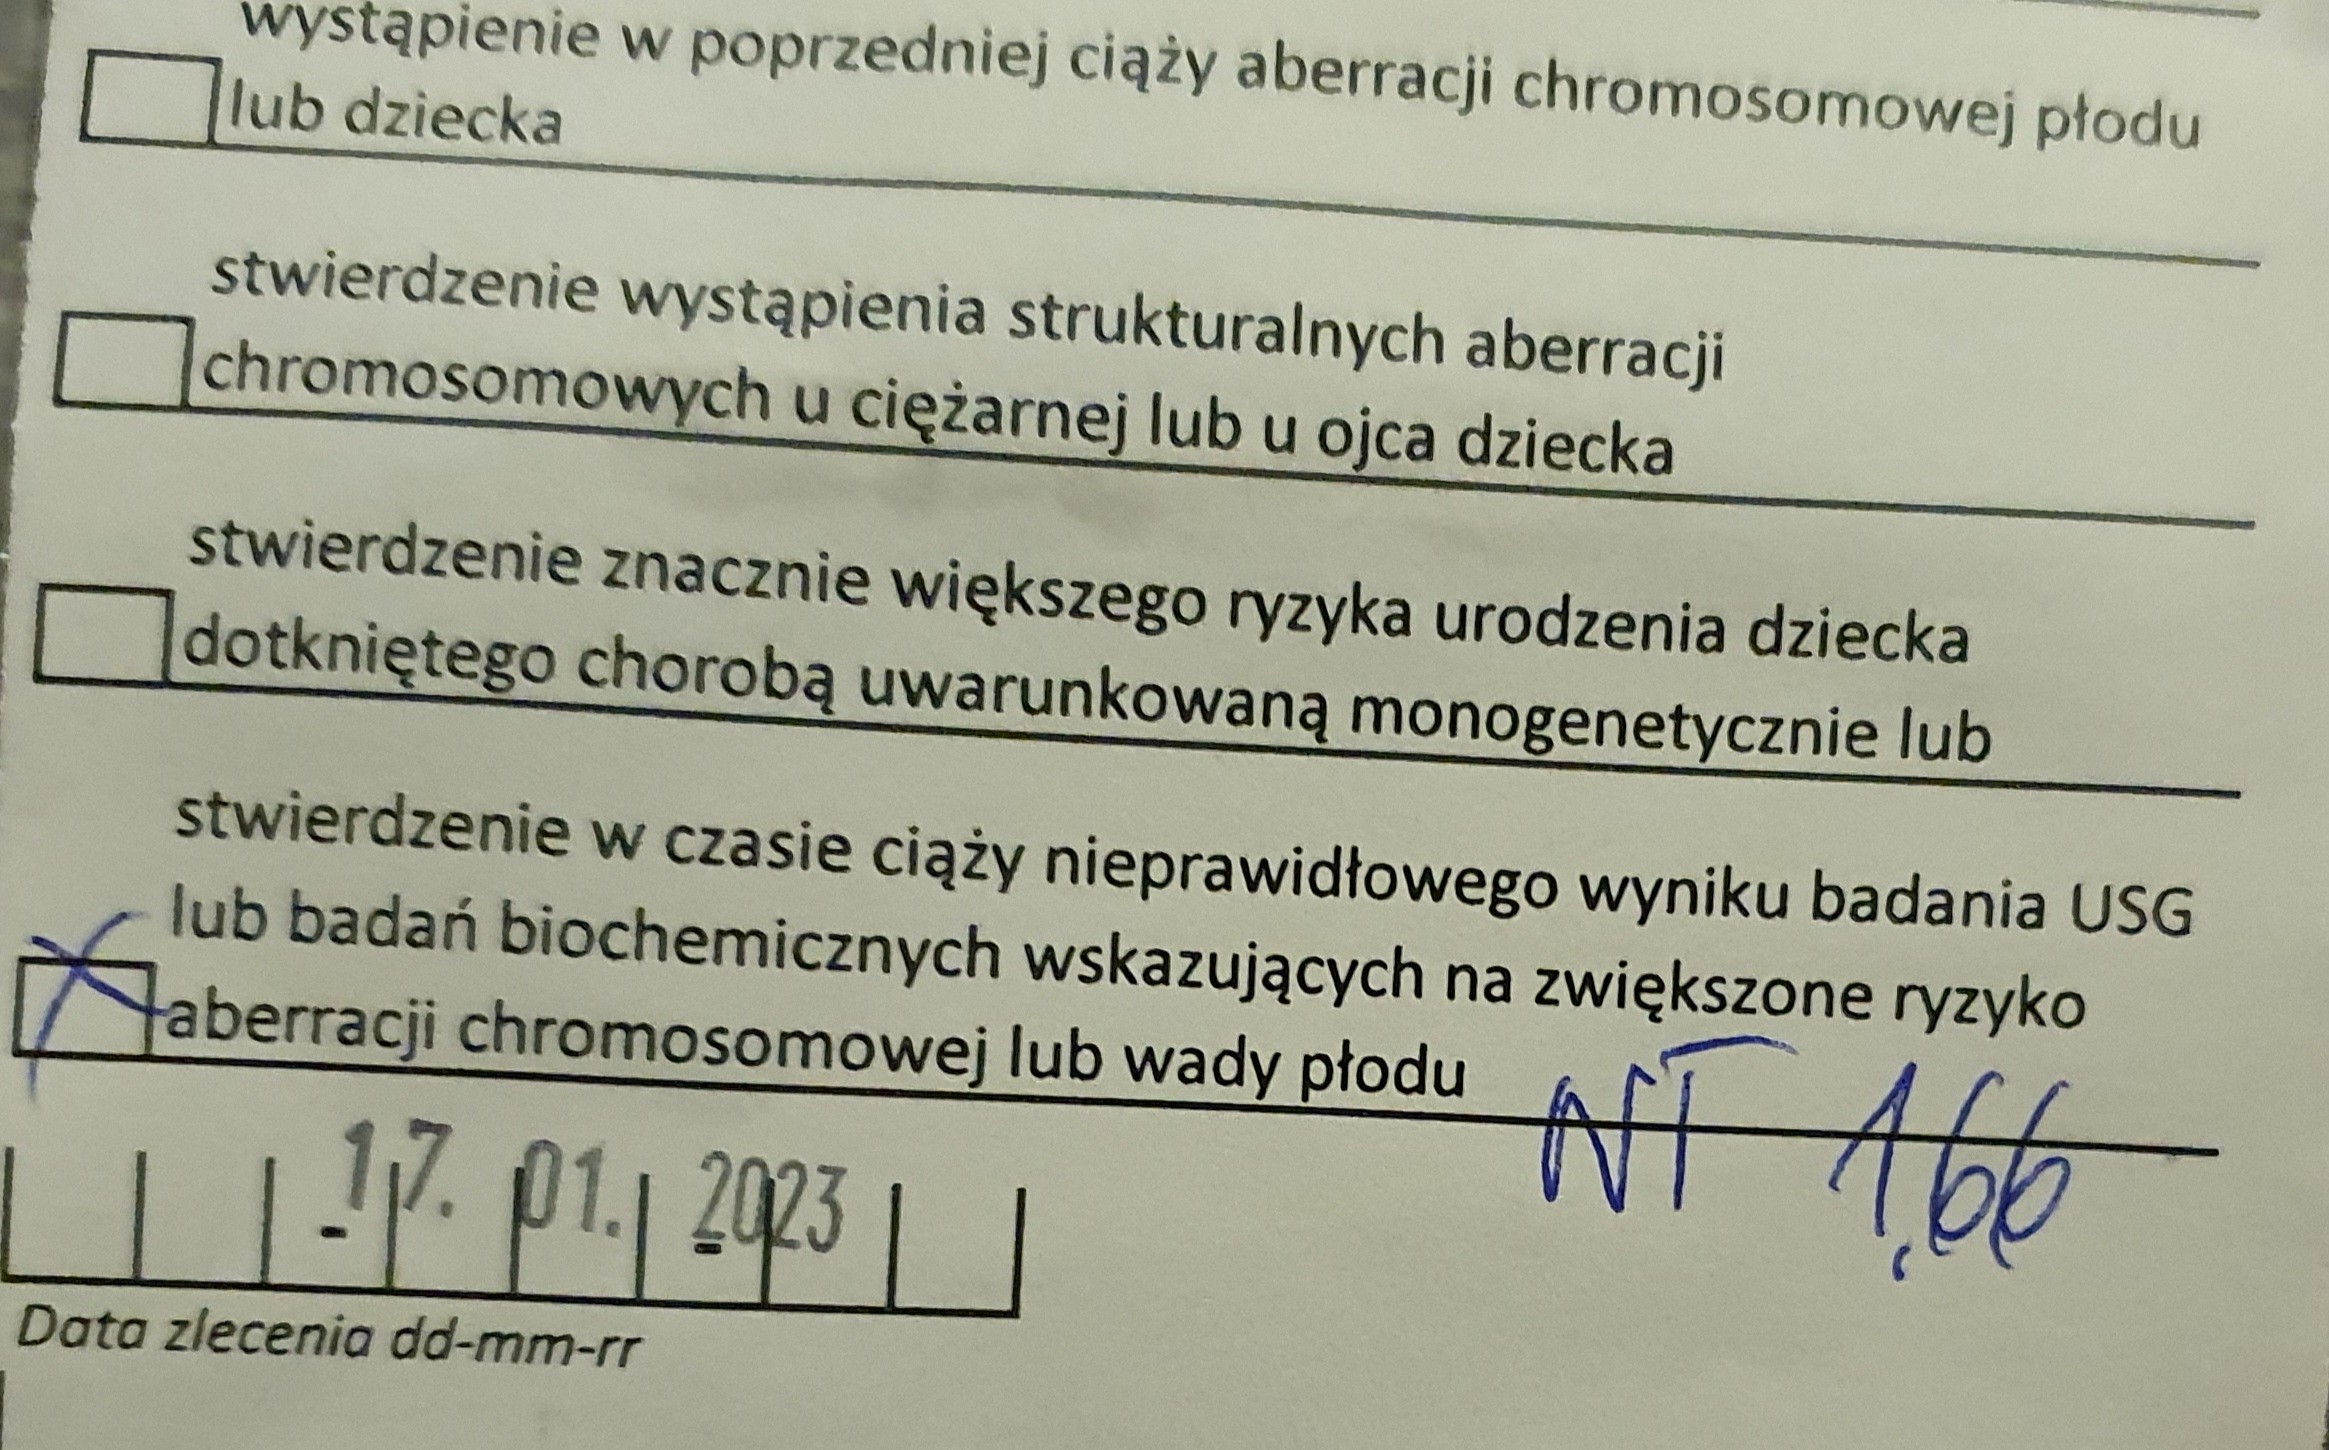 wystąpienie w poprzedniej ciąży aberracji chromosomowej płodu
lub dziecka
stwierdzenie wystąpienia strukturalnych aberracji
chromosomowych u ciężarnej lub u ojca dziecka
stwierdzenie znacznie większego ryzyka urodzenia dziecka
dotkniętego chorobą uwarunkowaną monogenetycznie lub
stwierdzenie w czasie ciąży nieprawidłowego wyniku badania USG
lub badań biochemicznych wskazujących na zwiększone ryzyko
X aberracji chromosomowej lub wady płodu
NT 1,66
17. 01. 2023
- -
Data zlecenia dd-mm-rr